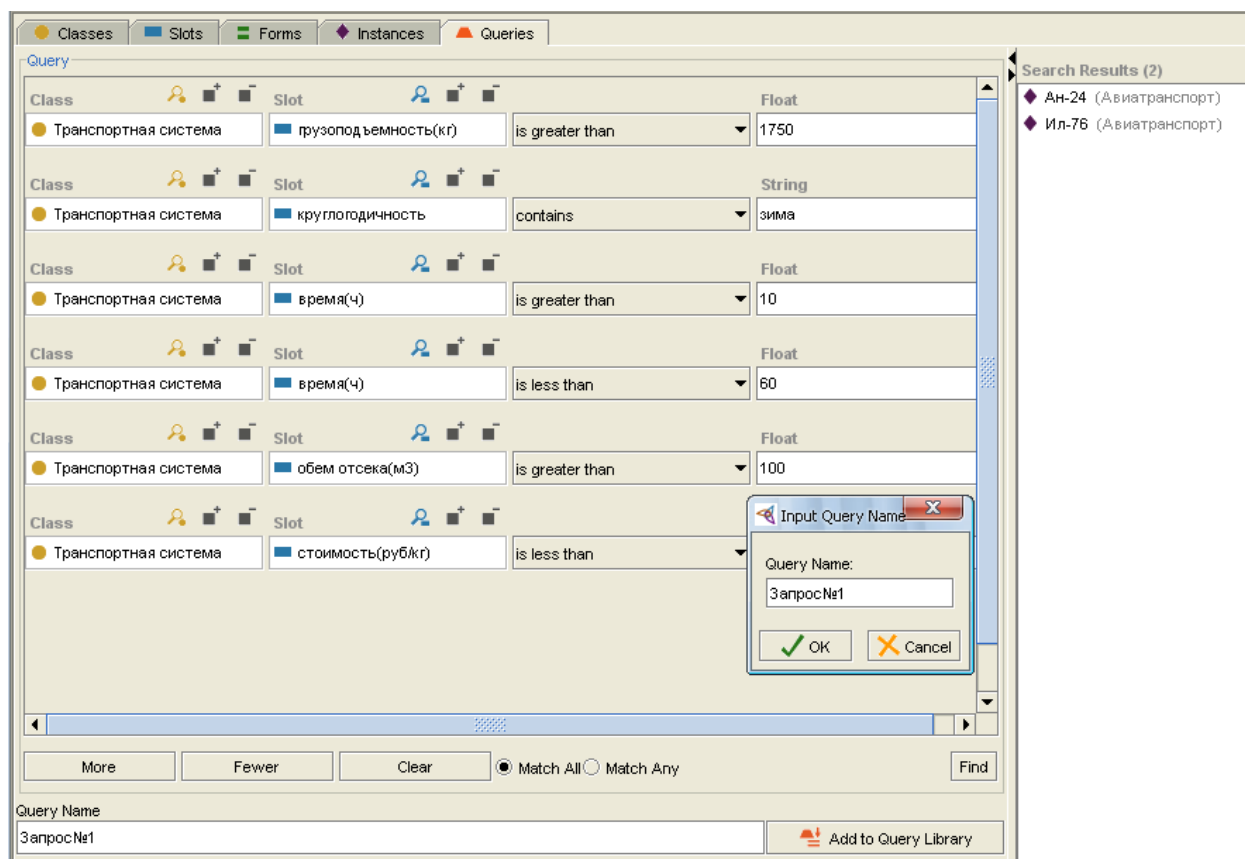 Classes Slots Forms Instances Queries
Query
Search Results (2)
Class Slot Float
Ан-24 (Авиатранспорт)
Транспортная система грузоподъемность(кг) is greater than 1750
Ил-76 (Авиатранспорт)
Class Slot String
Транспортная система круглогодичность contains зима
Class Slot Float
Транспортная система время(ч) is greater than 10
Class Slot Float
Транспортная система время(ч) is less than 60
Class Slot Float
Транспортная система обем отсека(м3) is greater than 100
Class Slot
Input Query Name
Транспортная система стоимость(руб/кг) is less than
Query Name:
Запрос№1
OK Cancel
More Fewer Clear Match All Match Any Find
Query Name
Запрос№1 Add to Query Library